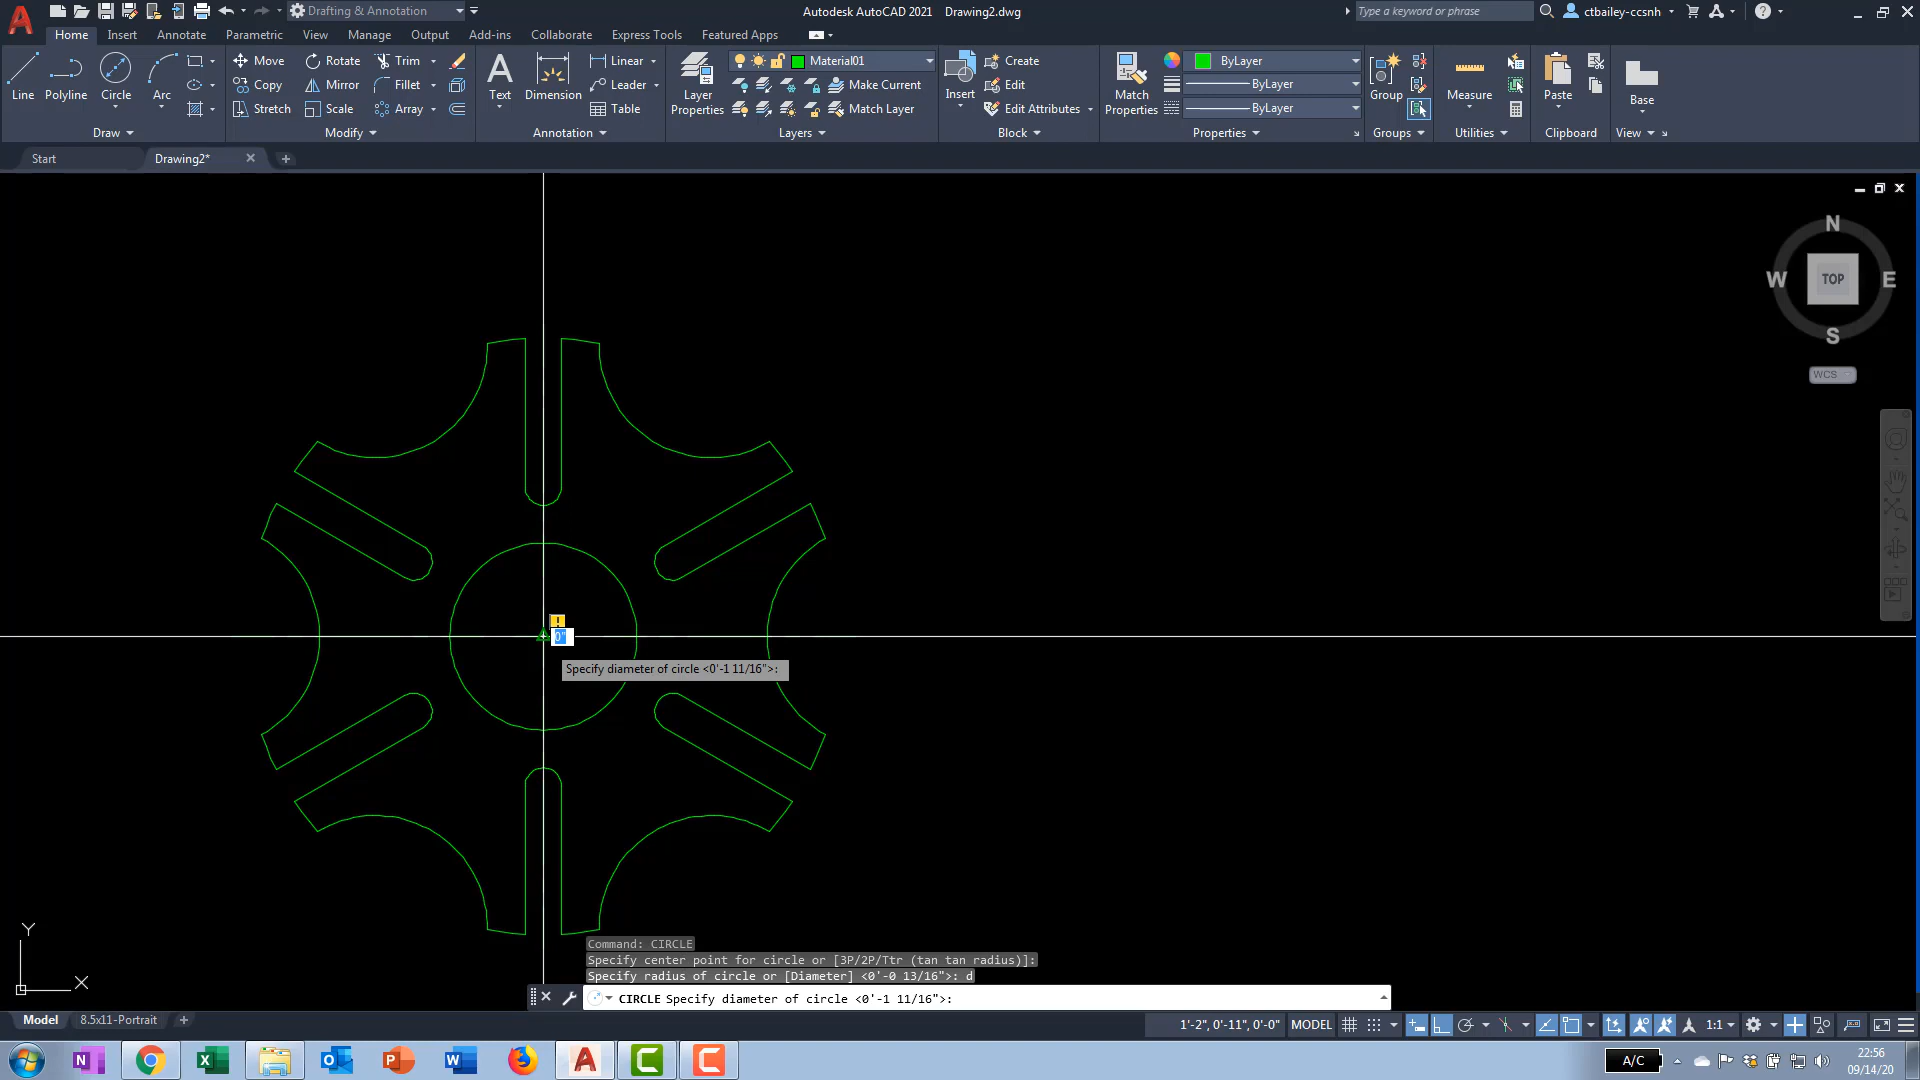 Drafting & Annotation
Autodesk AutoCAD 2021 Drawing2.dwg
Type a keyword or phrase
ctbailey-ccsnh
Home Insert Annotate Parametric View Manage Output Add-ins Collaborate Express Tools Featured Apps
Line Polyline Circle Arc
Draw
Move Rotate Trim
Copy Mirror Fillet
Stretch Scale Array
Modify
Text Dimension
Linear
Leader
Table
Annotation
Layer Properties
Material01
Make Current
Match Layer
Layers
Insert
Create
Edit
Edit Attributes
Block
Match Properties
ByLayer
ByLayer
ByLayer
Properties
Group
Groups
Measure
Utilities
Paste
Clipboard
Base
View
Start Drawing2*
N
W TOP E
S
WCS
0"
Specify diameter of circle <0'-1 11/16">:
Y
X
Command: CIRCLE
Specify center point for circle or [3P/2P/Ttr (tan tan radius)]:
Specify radius of circle or [Diameter] <0'-0 13/16">: d
CIRCLE Specify diameter of circle <0'-1 11/16">:
Model 8.5x11-Portrait
1'-2", 0'-11", 0'-0" MODEL 1:1
A/C
22:56
09/14/20